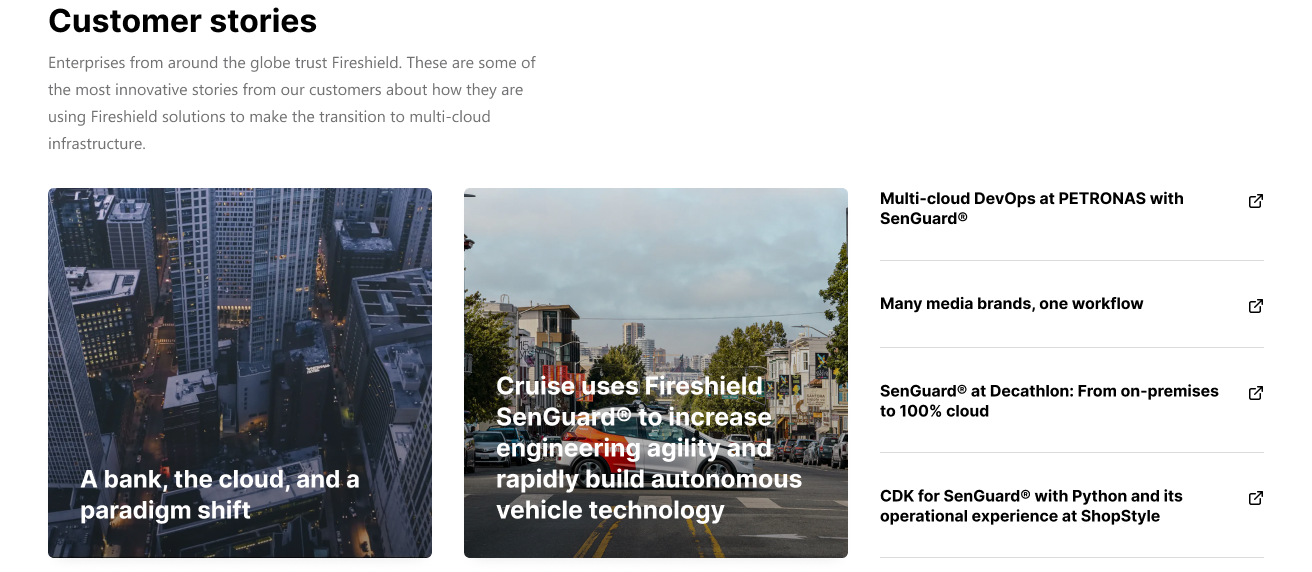 Customer stories
Enterprises from around the globe trust Fireshield. These are some of
the most innovative stories from our customers about how they are
using Fireshield solutions to make the transition to multi-cloud
infrastructure.
A bank, the cloud, and a
paradigm shift
Cruise uses Fireshield
SenGuard® to increase
engineering agility and
rapidly build autonomous
vehicle technology
Multi-cloud DevOps at PETRONAS with
SenGuard®
Many media brands, one workflow
SenGuard® at Decathlon: From on-premises
to 100% cloud
CDK for SenGuard® with Python and its
operational experience at ShopStyle